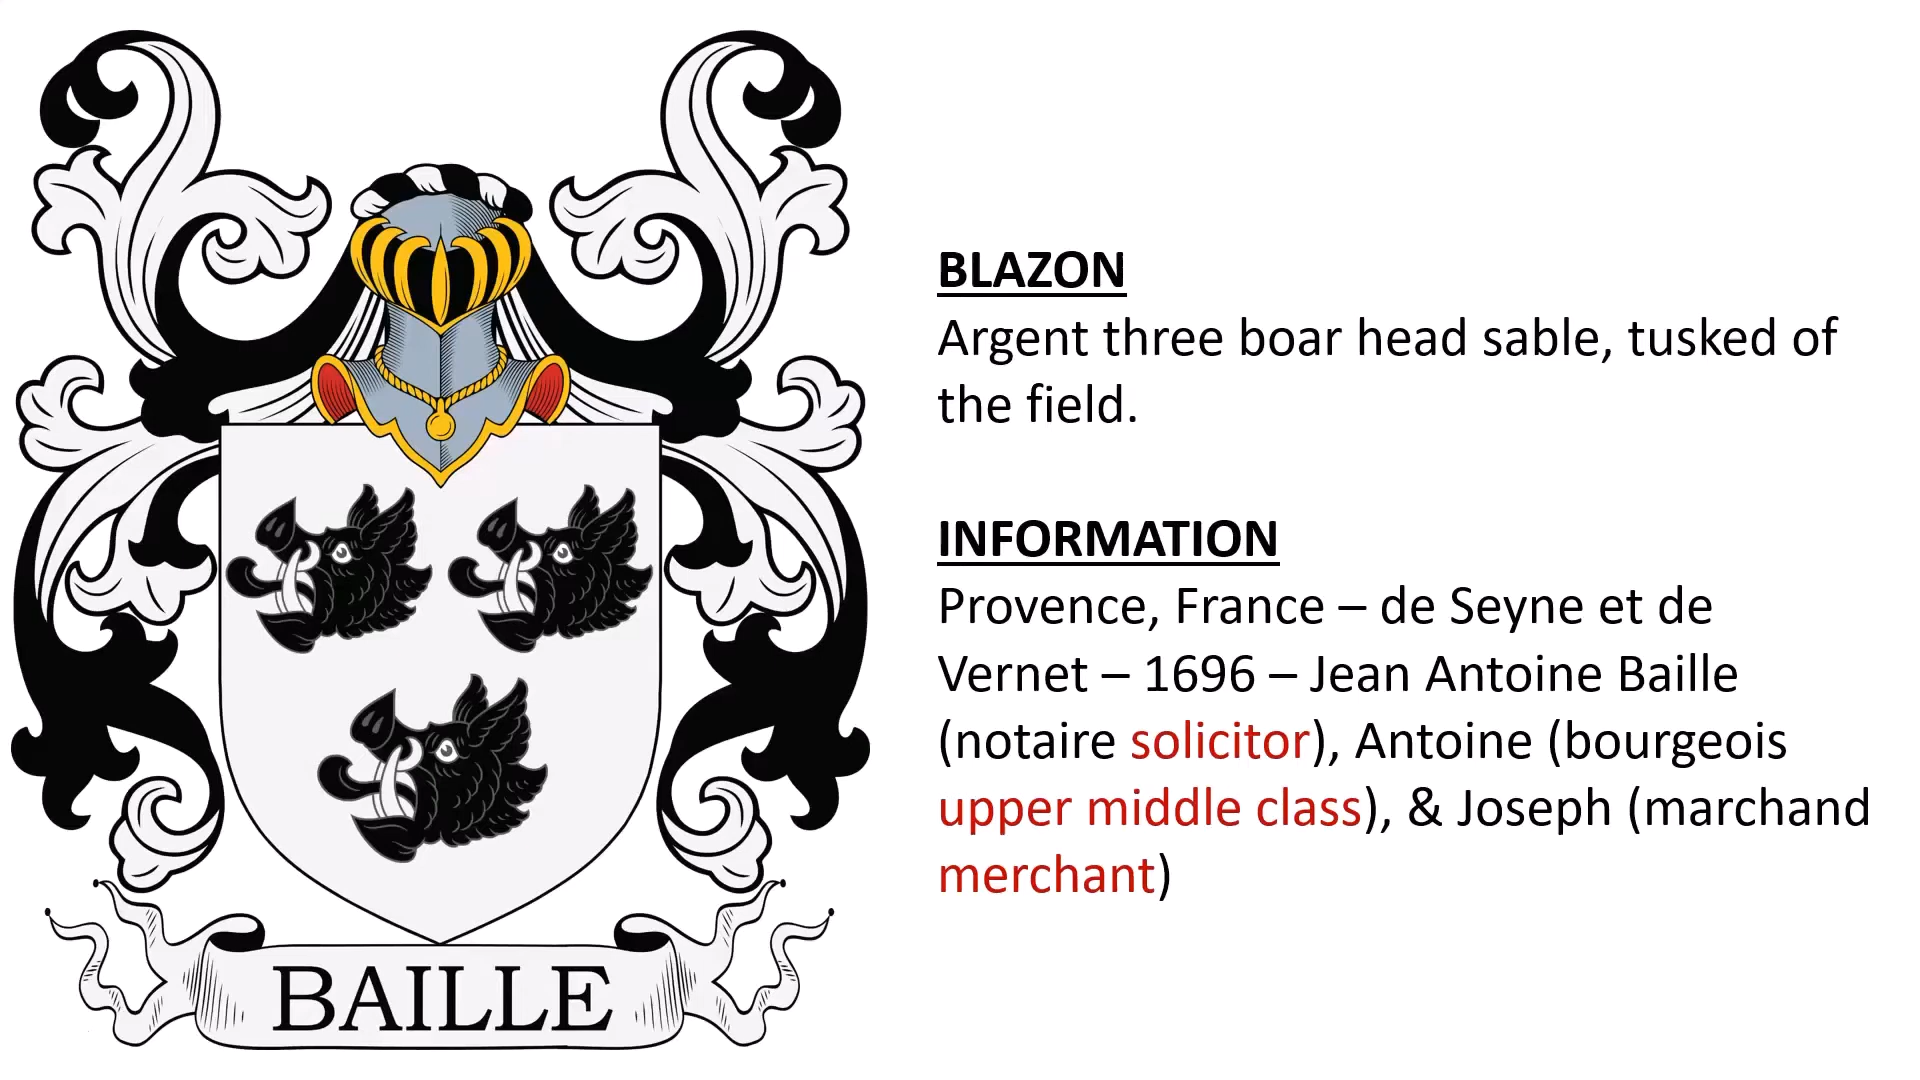 BAILLE
BLAZON
Argent three boar head sable, tusked of
the field.
INFORMATION
Provence, France – de Seyne et de
Vernet – 1696 – Jean Antoine Baille
(notaire solicitor), Antoine (bourgeois
upper middle class), & Joseph (marchand
merchant)